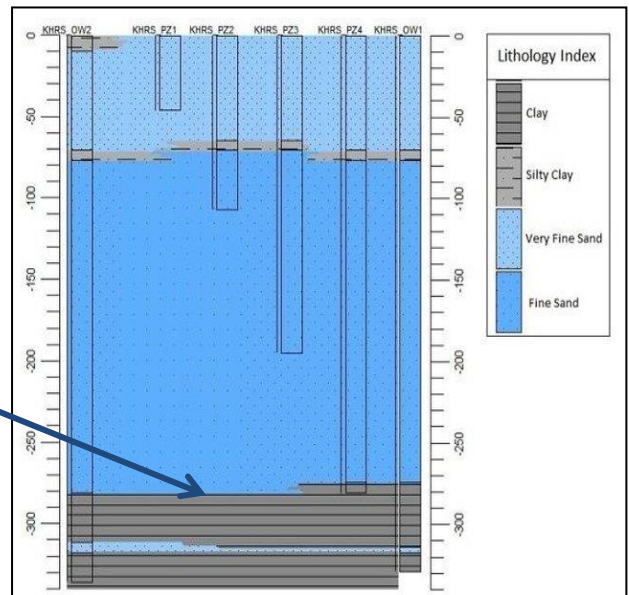 KHRS_OW2 KHRS_PZ1 KHRS_PZ2 KHRS_PZ3 KHRS_PZ4 KHRS_OW1
0 0
-50 -50
-100 -100
-150 -150
-200 -200
-250 -250
-300 -300
Lithology Index
Clay
Silty Clay
Very Fine Sand
Fine Sand